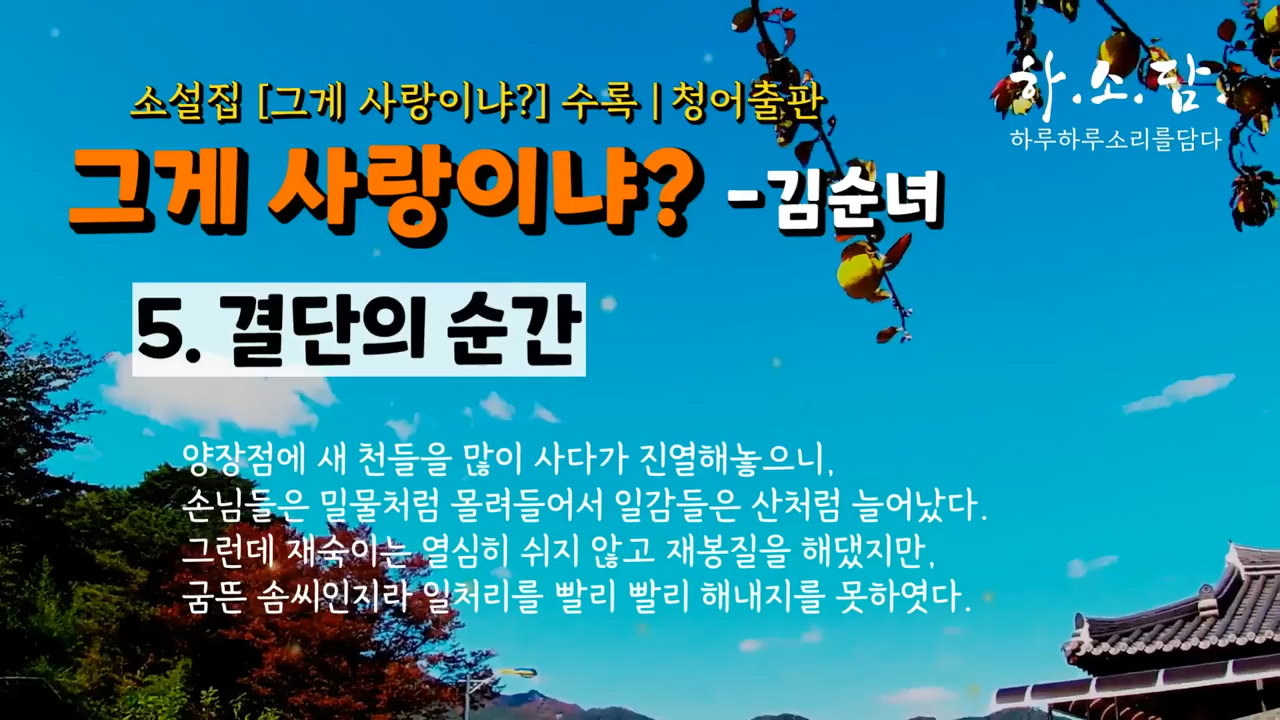 소설집 [그게 사랑이냐?] 수록 | 청어출판
그게 사랑이냐? -김순녀
하.소.담.
하루하루소리를담다
5. 결단의 순간
양장점에 새 천들을 많이 사다가 진열해놓으니,
손님들은 밀물처럼 몰려들어서 일감들은 산처럼 늘어났다.
그런데 재숙이는 열심히 쉬지 않고 재봉질을 해댔지만,
굼뜬 솜씨인지라 일처리를 빨리 빨리 해내지를 못하엿다.